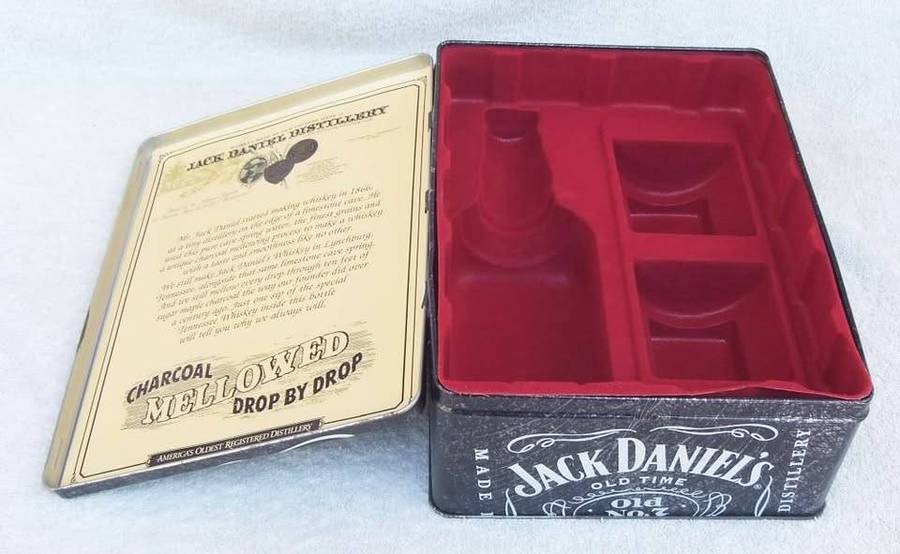 JACK DANIEL DISTILLERY
Mr. Jack Daniel started making whiskey in 1866,
at a tiny distillery on the edge of a limestone cave. He
used this pure cave spring water, the finest grains and
a unique charcoal mellowing process to make a whiskey
with a taste and smoothness like no other.
We still make Jack Daniel's Whiskey in Lynchburg,
Tennessee, alongside that same limestone cave spring.
And we still mellow every drop through ten feet of
sugar maple charcoal the way our founder did over
a century ago. Just one sip of the special
Tennessee Whiskey inside this bottle
will tell you why we always will.
CHARCOAL
MELLOWED
DROP BY DROP
AMERICA'S OLDEST REGISTERED DISTILLERY
MADE
JACK DANIEL'S
OLD TIME
Old
No. 7
DISTILLERY